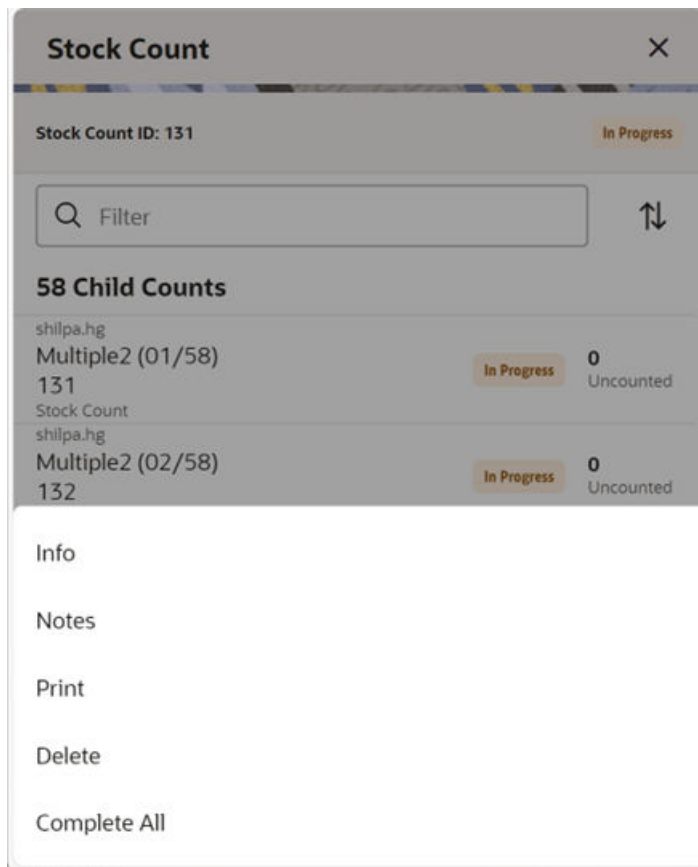 Stock Count
Stock Count ID: 131
In Progress
Filter
58 Child Counts
shilpa.hg
Multiple2 (01/58)
131
Stock Count
In Progress
0
Uncounted
shilpa.hg
Multiple2 (02/58)
132
In Progress
0
Uncounted
Info
Notes
Print
Delete
Complete All